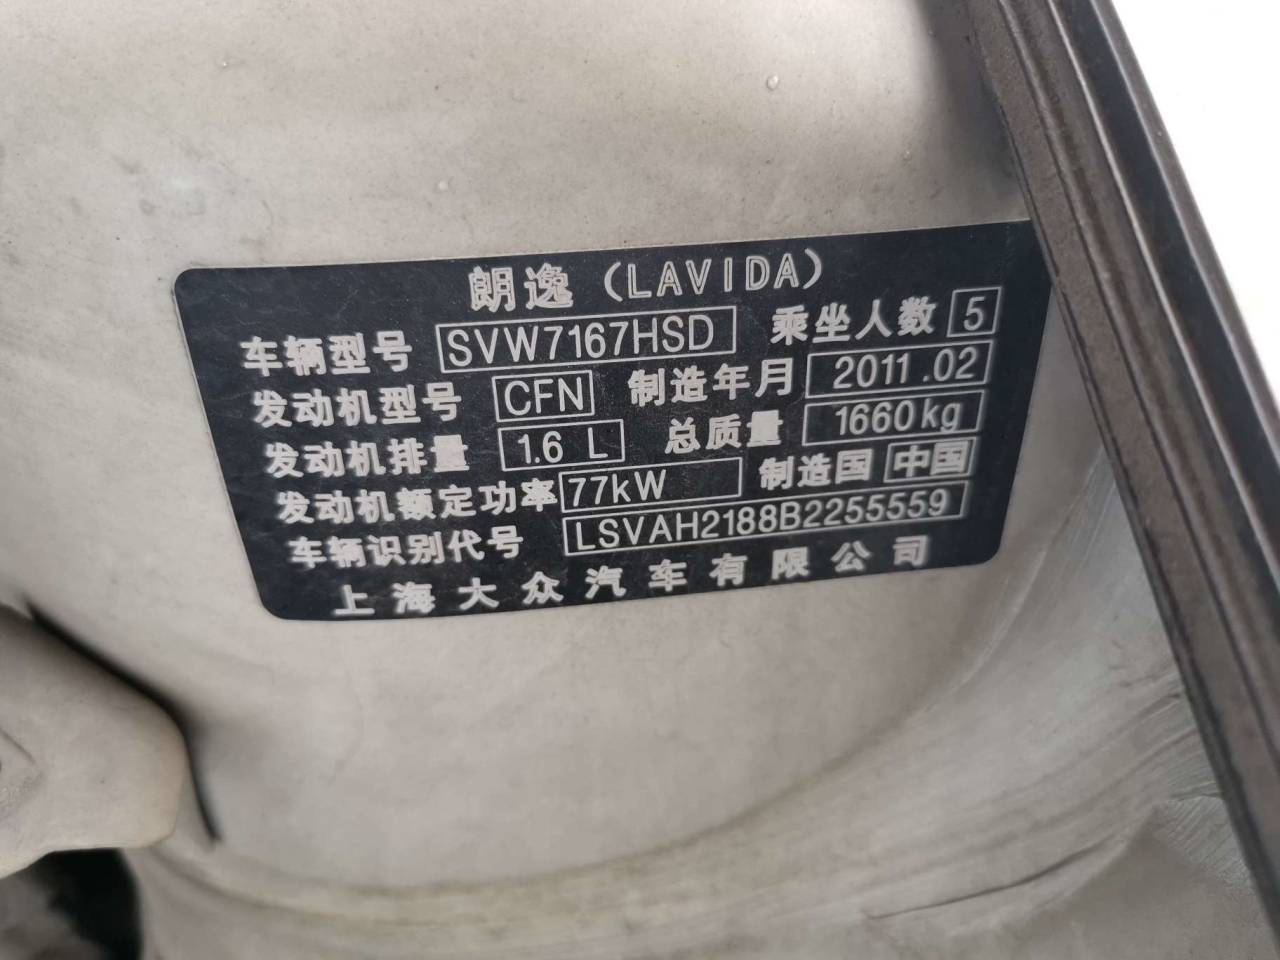 朗逸（LAVIDA）
车辆型号 SVW7167HSD 乘坐人数 5
发动机型号 CFN 制造年月 2011.02
发动机排量 1.6 L 总质量 1660kg
发动机额定功率 77kW 制造国 中国
车辆识别代号 LSVAH2188B2255559
上海大众汽车有限公司